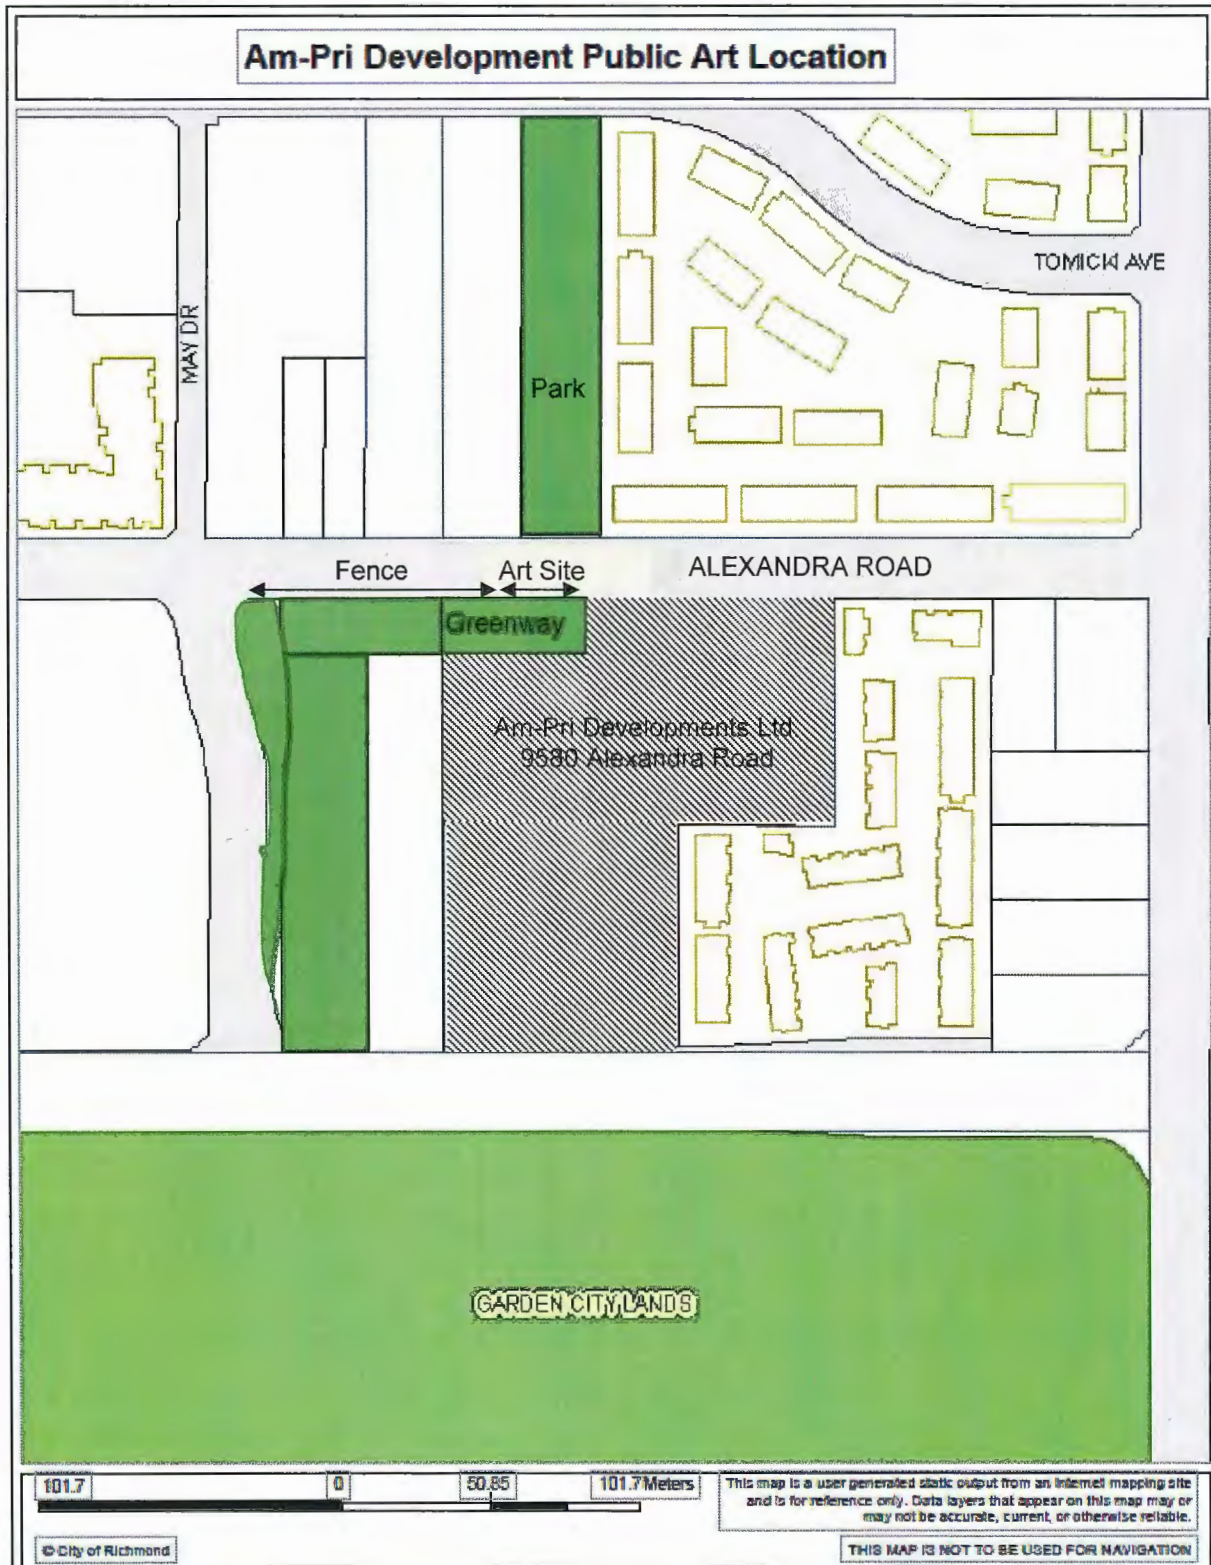 Am-Pri Development Public Art Location
TOMICKI AVE
MAY DR
Park
Fence
Art Site
ALEXANDRA ROAD
Greenway
Am-Pri Developments Ltd.
9580 Alexandra Road
GARDEN CITY LANDS
101.7
0
50.85
101.7 Meters
This map is a user generated static output from an Internet mapping site
and is for reference only. Data layers that appear on this map may or
may not be accurate, current, or otherwise reliable.
© City of Richmond
THIS MAP IS NOT TO BE USED FOR NAVIGATION